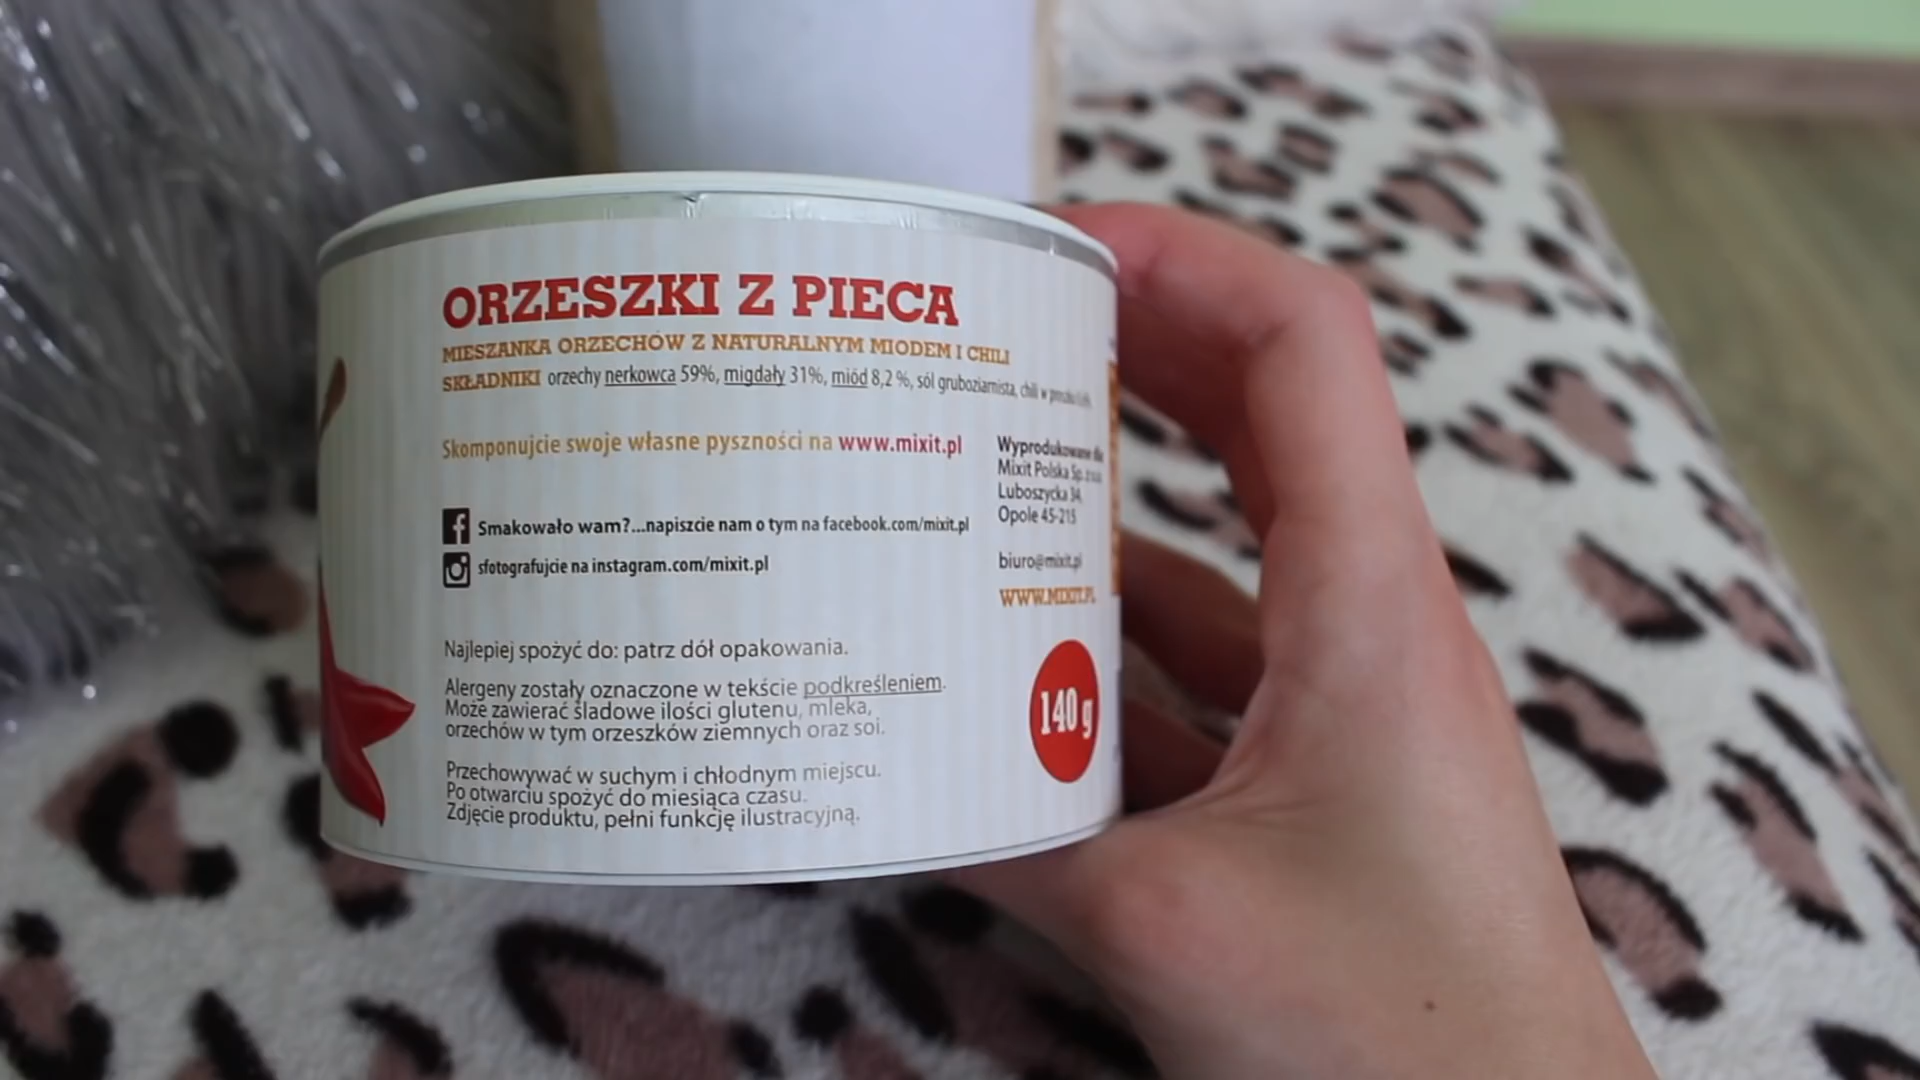 ORZESZKI Z PIECA
MIESZANKA ORZECHÓW Z NATURALNYM MIODEM I CHILI
SKŁADNIKI orzechy nerkowca 59%, migdały 31%, miód 8,2 %, sól gruboziarnista, chili w
Skomponujcie swoje własne pyszności na www.mixit.pl
Smakowało wam?...napiszcie nam o tym na facebook.com/mixit.pl
sfotografujcie na instagram.com/mixit.pl
Wyprodukowane dla
Mixit Polska Sp.
Luboszycka 34,
Opole 45-215
biuro@mixit.pl
WWW.MIXIT.PL
Najlepiej spożyć do: patrz dół opakowania.
Alergeny zostały oznaczone w tekście podkreśleniem.
Może zawierać śladowe ilości glutenu, mleka,
orzechów w tym orzeszków ziemnych oraz soi.
140 g
Przechowywać w suchym i chłodnym miejscu.
Po otwarciu spożyć do miesiąca czasu.
Zdjęcie produktu, pełni funkcję ilustracyjną.